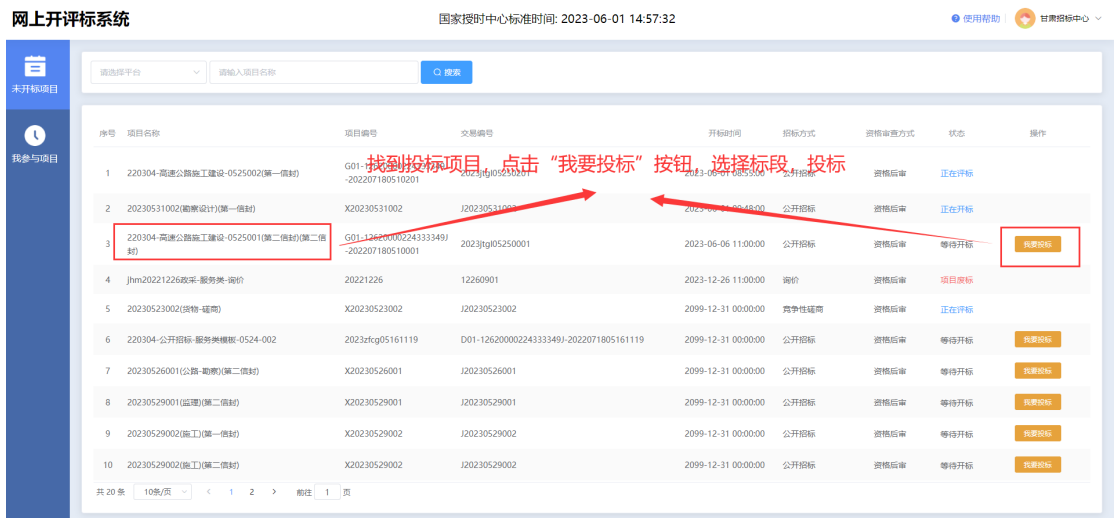 网上开评标系统
国家授时中心标准时间: 2023-06-01 14:57:32
使用帮助
甘肃招标中心
未开标项目
我参与项目
请选择平台 请输入项目名称 搜索
序号 项目名称 项目编号 交易编号 开标时间 招标方式 资格审查方式 状态 操作
找到投标项目，点击“我要投标”按钮，选择标段，投标
1 220304-高速公路施工建设-0525002(第一信封) -202207180510201 2023jtgl05250201 2023-06-01 08:55:00 公开招标 资格后审 正在评标
2 20230531002(勘察设计)(第一信封) X20230531002 J20230531002 公开招标 资格后审 正在开标
3 220304-高速公路施工建设-0525001(第二信封)(第二信封) G01-12620000224333349J-202207180510001 2023jtgl05250001 2023-06-06 11:00:00 公开招标 资格后审 等待开标 我要投标
4 jhm20221226政采-服务类-询价 20221226 12260901 2023-12-26 11:00:00 询价 资格后审 项目废标
5 20230523002(货物-磋商) X20230523002 J20230523002 2099-12-31 00:00:00 竞争性磋商 资格后审 正在评标
6 220304-公开招标-服务类模板-0524-002 2023zfcg05161119 D01-12620000224333349J-2022071805161119 2099-12-31 00:00:00 公开招标 资格后审 等待开标 我要投标
7 20230526001(公路-勘察)(第二信封) X20230526001 J20230526001 2099-12-31 00:00:00 公开招标 资格后审 等待开标 我要投标
8 20230529001(监理)(第二信封) X20230529001 J20230529001 2099-12-31 00:00:00 公开招标 资格后审 等待开标 我要投标
9 20230529002(施工)(第一信封) X20230529002 J20230529002 2099-12-31 00:00:00 公开招标 资格后审 等待开标 我要投标
10 20230529002(施工)(第二信封) X20230529002 J20230529002 2099-12-31 00:00:00 公开招标 资格后审 等待开标 我要投标
共 20 条 10条/页 1 2 前往 1 页